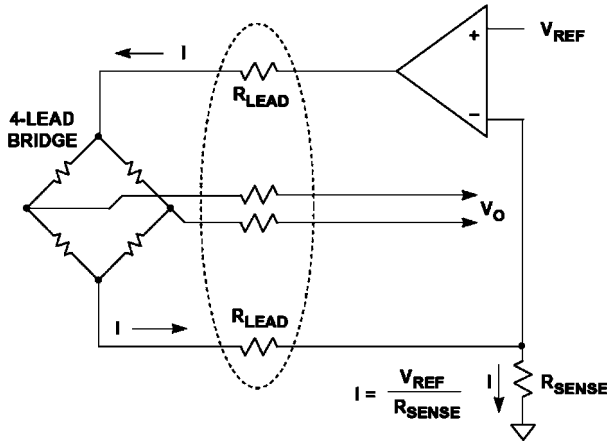 I
+
V_REF
R_LEAD
4-LEAD
BRIDGE
−
V_O
R_LEAD
I
I = V_REF / R_SENSE
I
R_SENSE